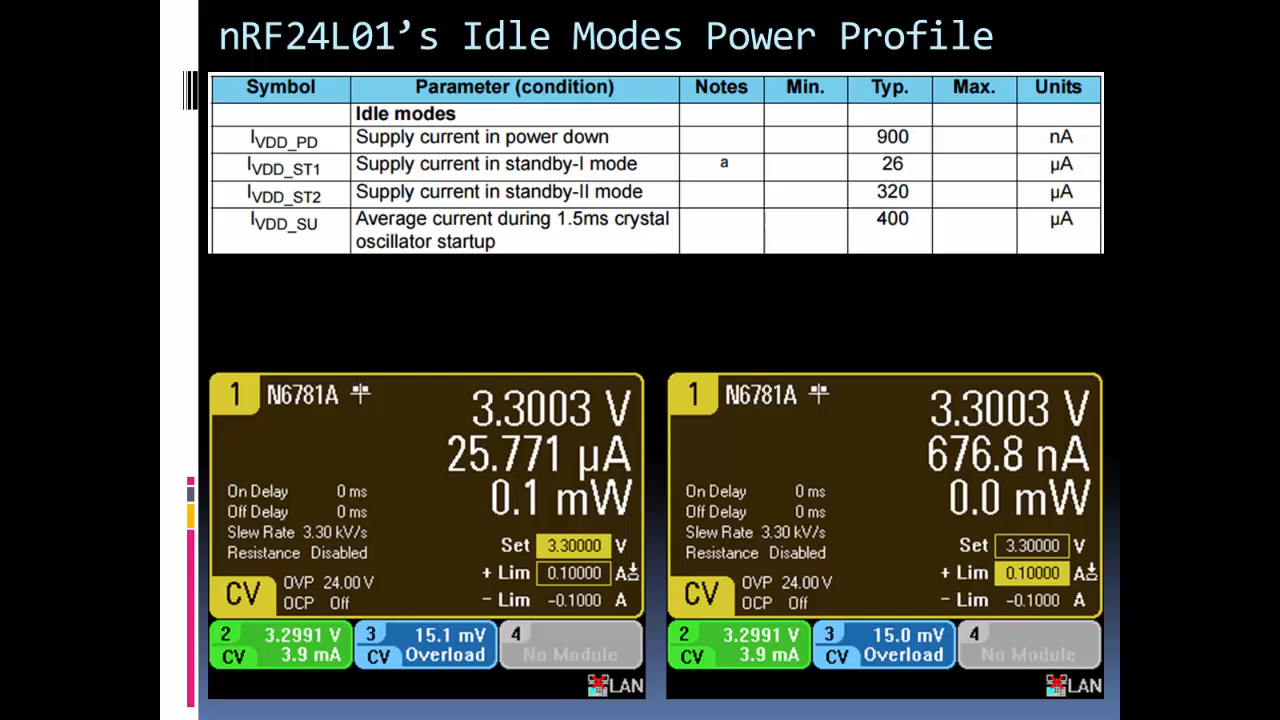 nRF24L01’s Idle Modes Power Profile
Symbol Parameter (condition) Notes Min. Typ. Max. Units
Idle modes
IVDD_PD Supply current in power down 900 nA
IVDD_ST1 Supply current in standby-I mode a 26 µA
IVDD_ST2 Supply current in standby-II mode 320 µA
IVDD_SU Average current during 1.5ms crystal 400 µA
oscillator startup
1 N6781A 3.3003 V
25.771 µA
0.1 mW
On Delay 0 ms
Off Delay 0 ms
Slew Rate 3.30 kV/s
Resistance Disabled
Set 3.30000 V
+ Lim 0.10000 A
− Lim -0.1000 A
CV OVP 24.00 V
OCP Off
2 3.2991 V
CV 3.9 mA
3 15.1 mV
CV Overload
4
No Module
LAN
1 N6781A 3.3003 V
676.8 nA
0.0 mW
On Delay 0 ms
Off Delay 0 ms
Slew Rate 3.30 kV/s
Resistance Disabled
Set 3.30000 V
+ Lim 0.10000 A
− Lim -0.1000 A
CV OVP 24.00 V
OCP Off
2 3.2991 V
CV 3.9 mA
3 15.0 mV
CV Overload
4
No Module
LAN